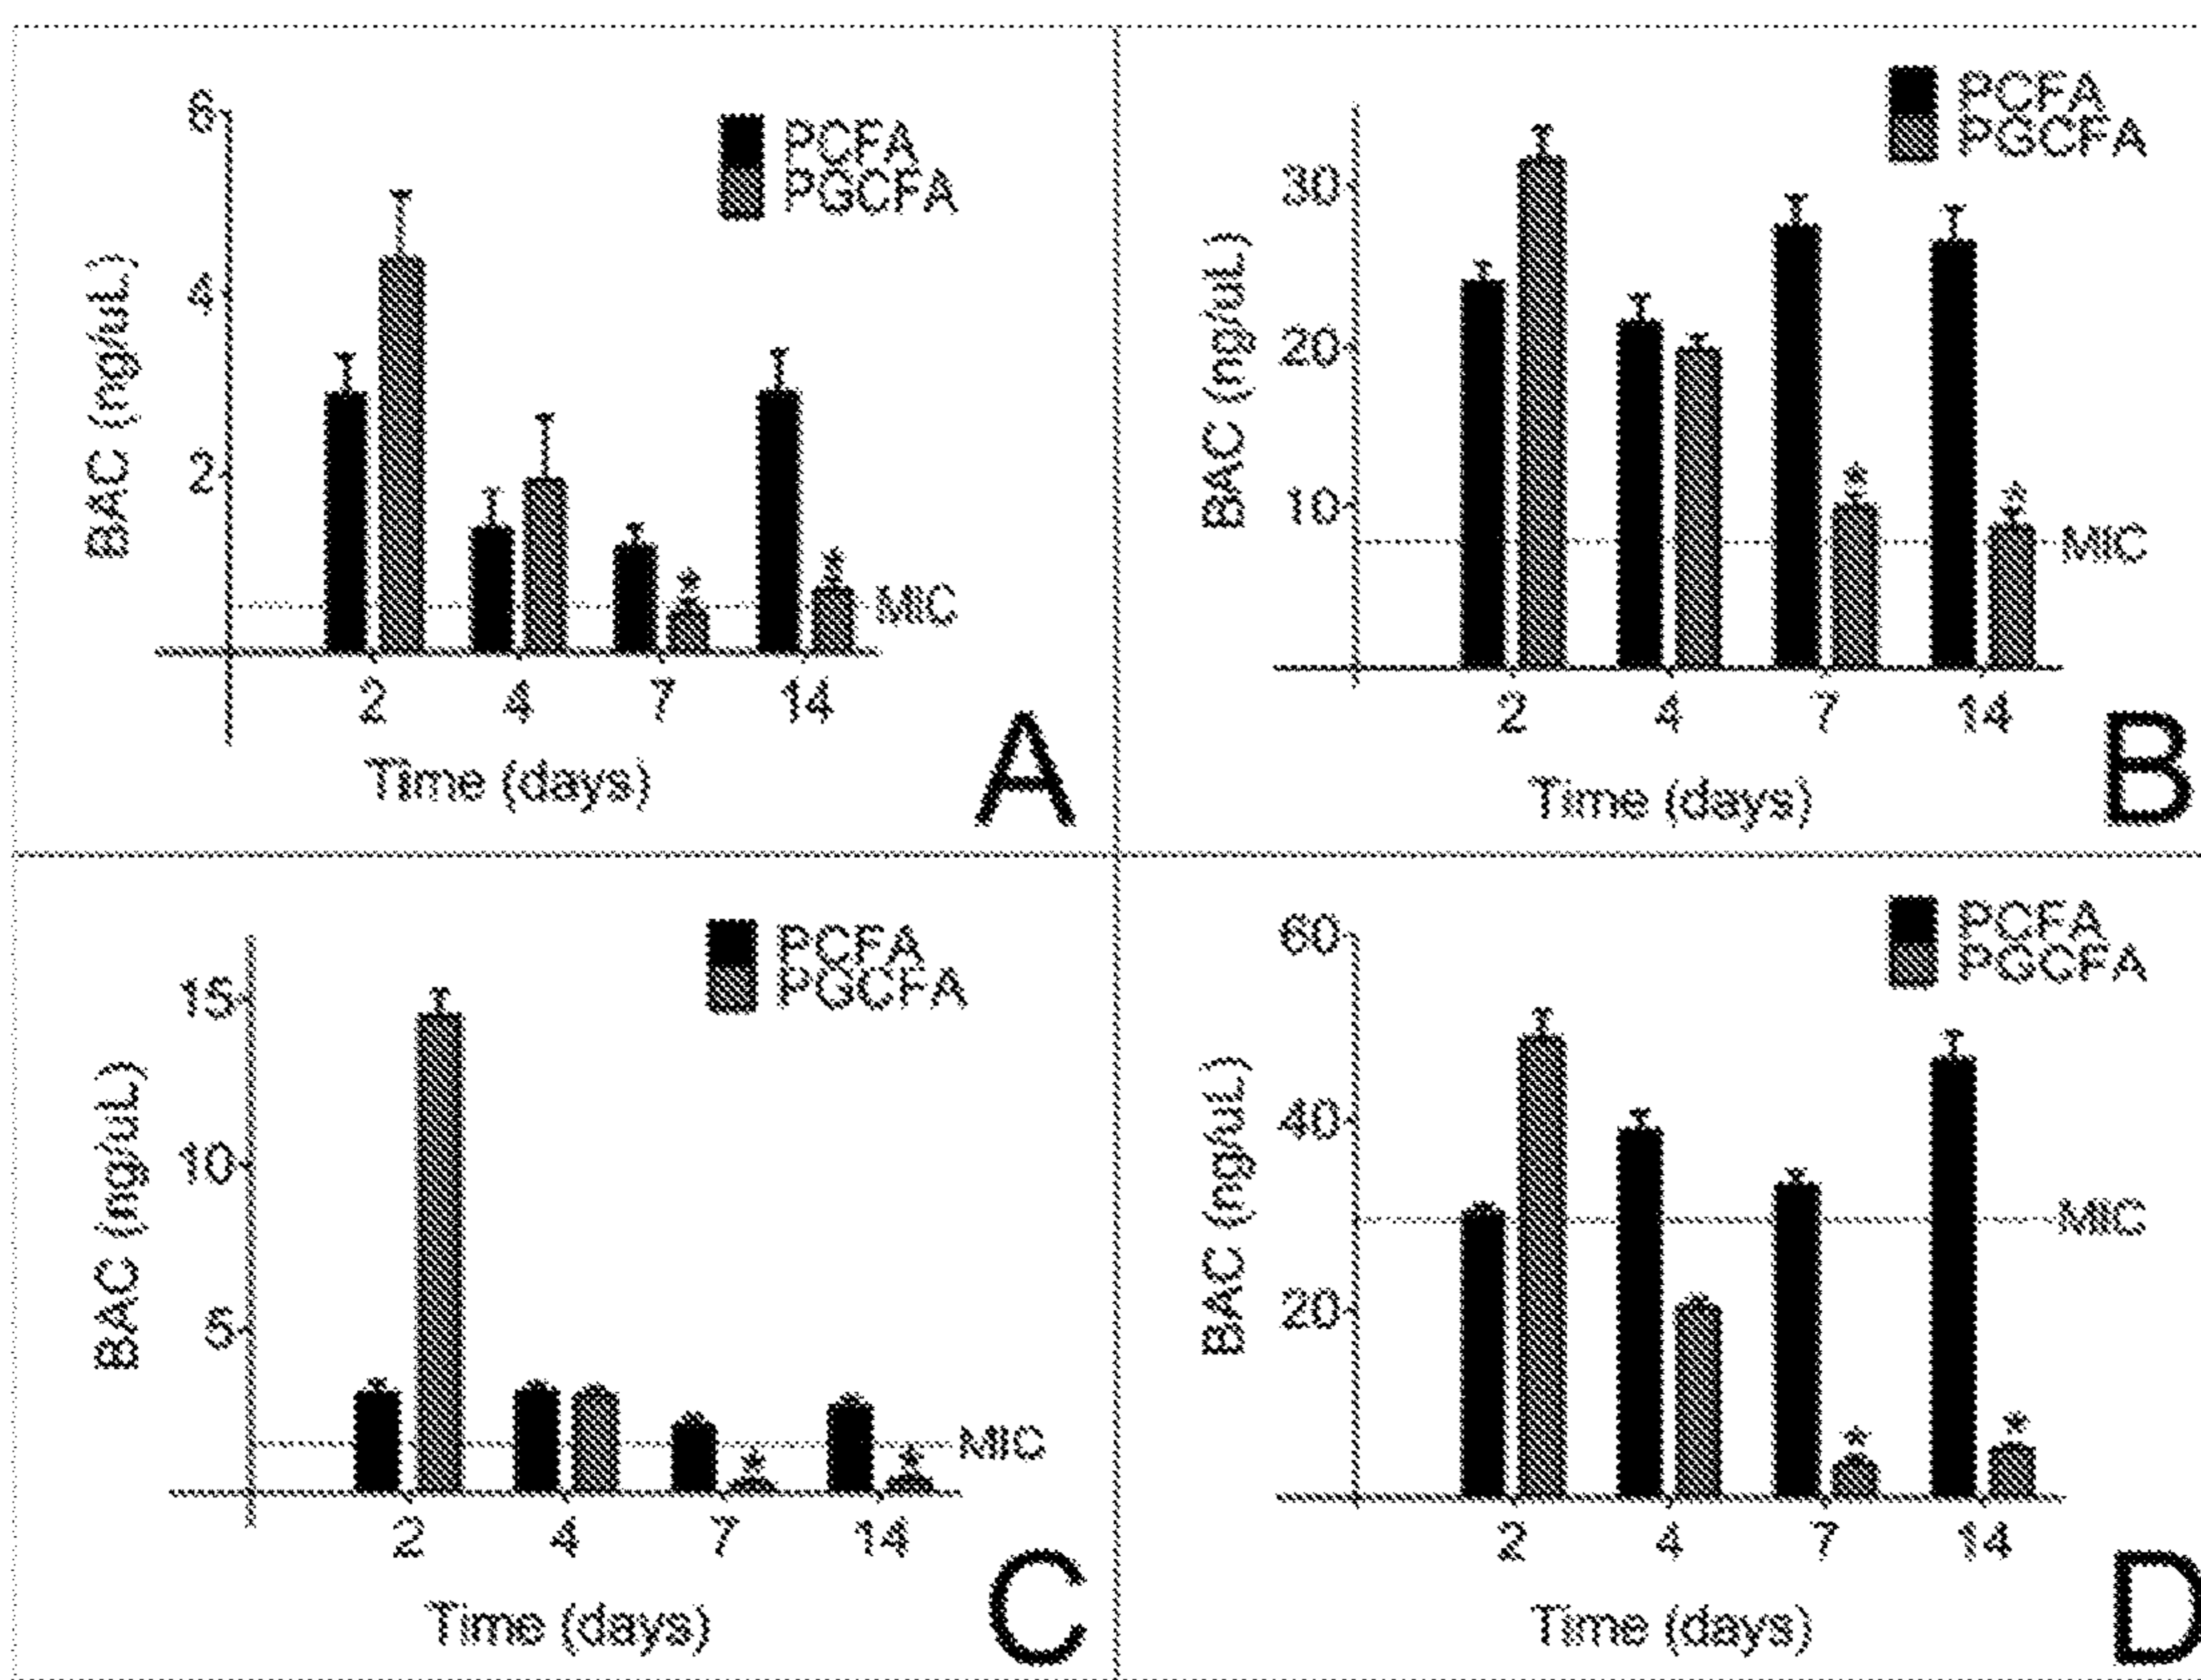 PCFA
PGCFA
6
4
2
BAC (ng/uL)
*
*
MIC
2 4 7 14
Time (days)
A
PCFA
PGCFA
30
20
10
BAC (ng/uL)
*
*
MIC
2 4 7 14
Time (days)
B
PCFA
PGCFA
15
10
5
BAC (ng/uL)
*
*
MIC
2 4 7 14
Time (days)
C
PCFA
PGCFA
60
40
20
BAC (ng/uL)
*
*
MIC
2 4 7 14
Time (days)
D